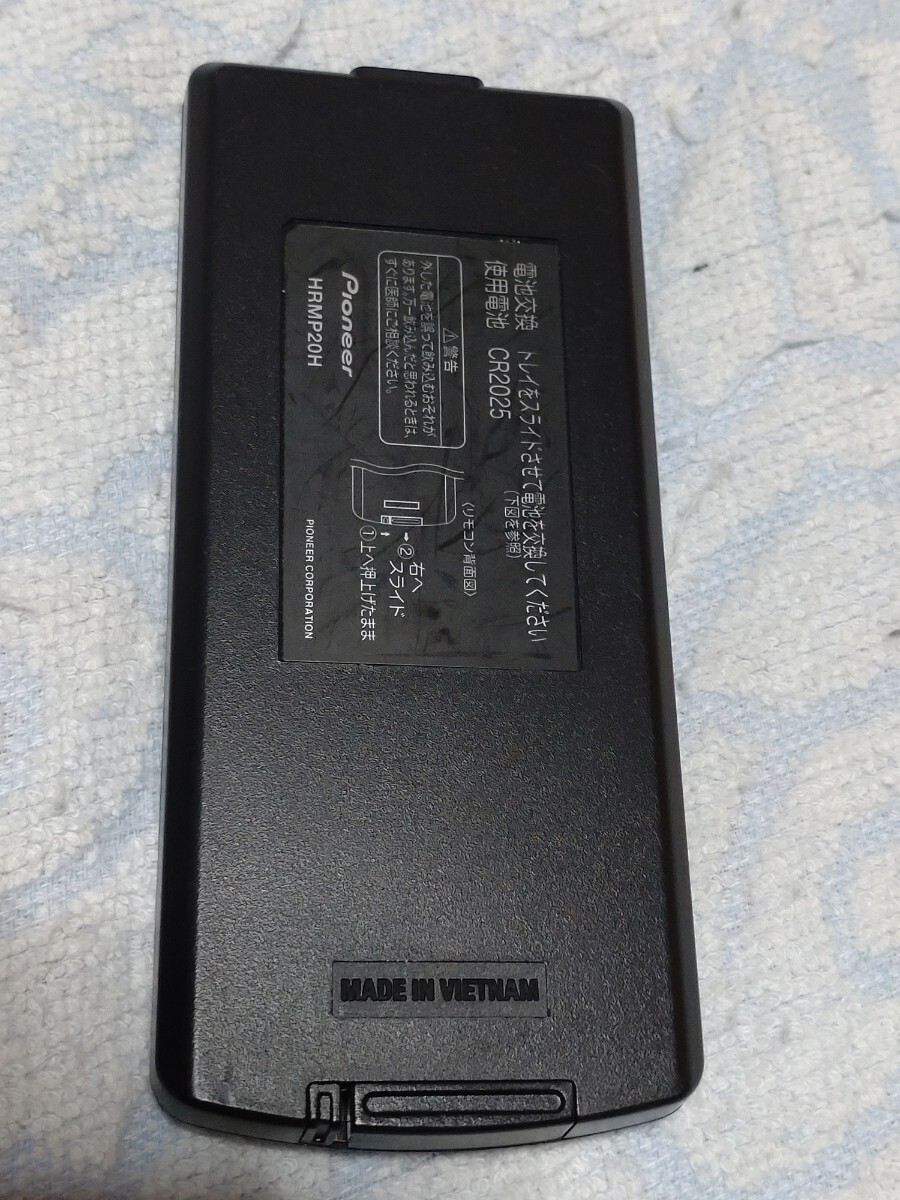 電池交換　トレイをスライドさせて電池を交換してください
(下図を参照)
使用電池　CR2025
⚠警告
外した電池を誤って飲み込むおそれが
あります。万一飲み込んだと思われるときは、
すぐに医師にご相談ください。
〈リモコン背面図〉
②右へ
スライド
①上へ押上げたまま
Pioneer
HRMP20H
PIONEER CORPORATION
MADE IN VIETNAM